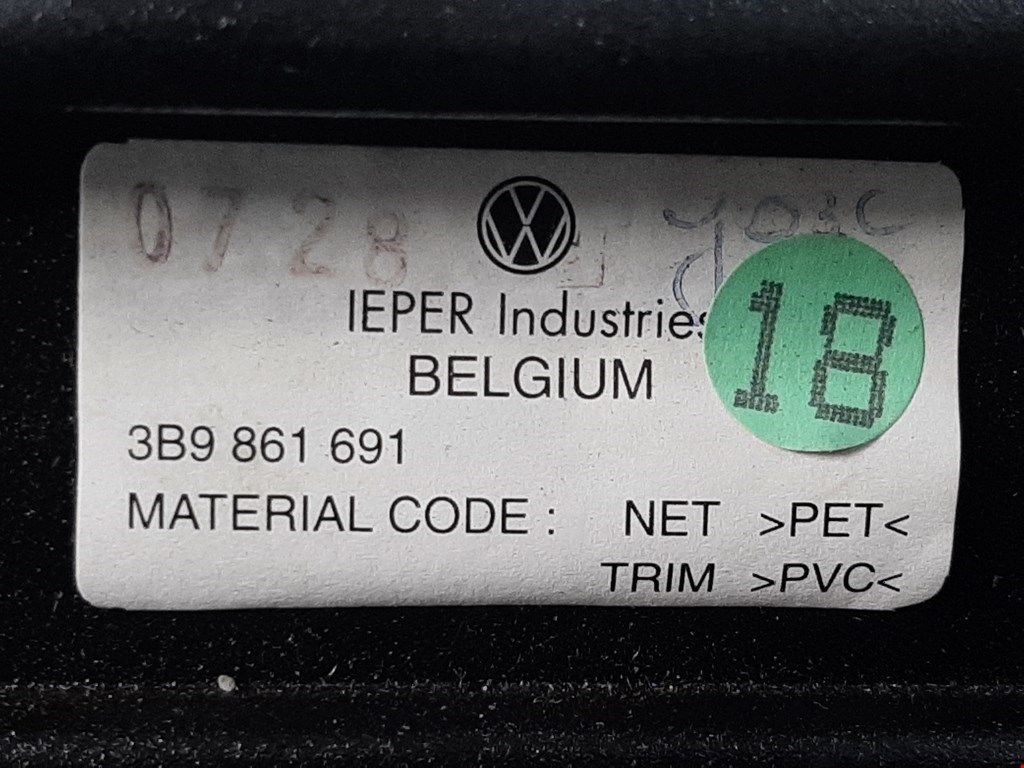 0728
IEPER Industries
BELGIUM
18
3B9 861 691
MATERIAL CODE : NET >PET<
TRIM >PVC<